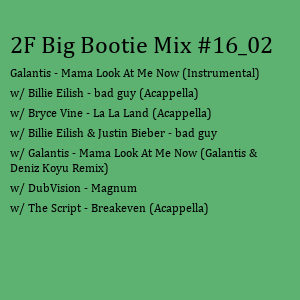 2F Big Bootie Mix #16_02
Galantis - Mama Look At Me Now (Instrumental)
w/ Billie Eilish - bad guy (Acappella)
w/ Bryce Vine - La La Land (Acappella)
w/ Billie Eilish & Justin Bieber - bad guy
w/ Galantis - Mama Look At Me Now (Galantis &
Deniz Koyu Remix)
w/ DubVision - Magnum
w/ The Script - Breakeven (Acappella)